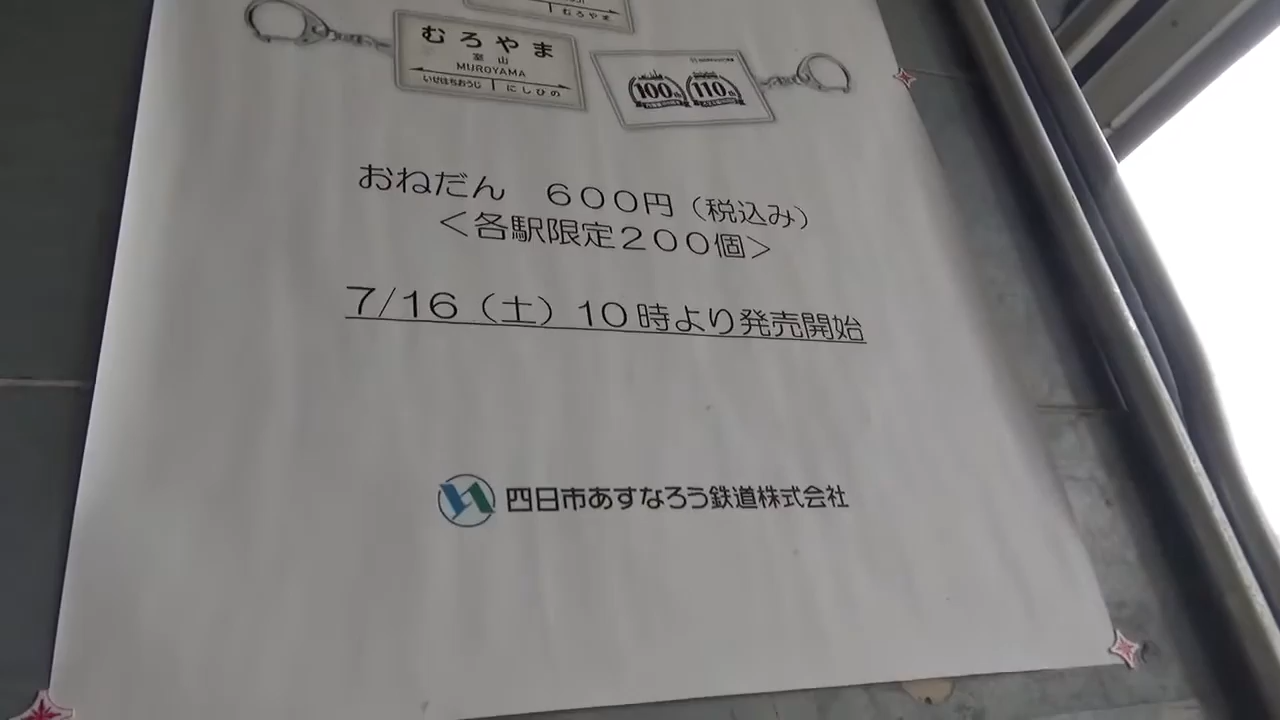 むろやま
むろやま
室山
MUROYAMA
いせはちおうじ にしひの
100th 110th
おねだん 600円(税込み)
<各駅限定200個>
7/16(土)10時より発売開始
四日市あすなろう鉄道株式会社